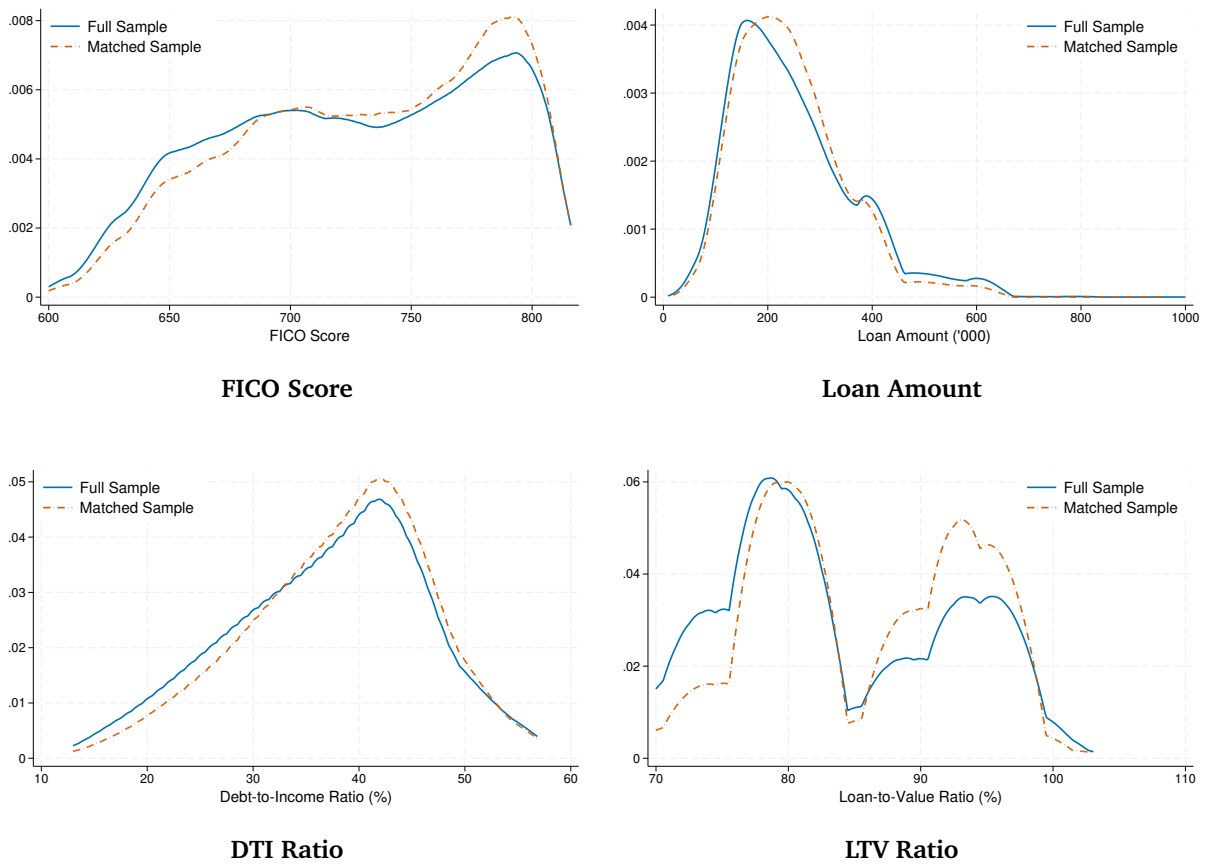 .008
.006
.004
.002
0
Full Sample
Matched Sample
600 650 700 750 800
FICO Score
FICO Score
.004
.003
.002
.001
0
Full Sample
Matched Sample
0 200 400 600 800 1000
Loan Amount ('000)
Loan Amount
.05
.04
.03
.02
.01
0
Full Sample
Matched Sample
10 20 30 40 50 60
Debt-to-Income Ratio (%)
DTI Ratio
.06
.04
.02
0
Full Sample
Matched Sample
70 80 90 100 110
Loan-to-Value Ratio (%)
LTV Ratio